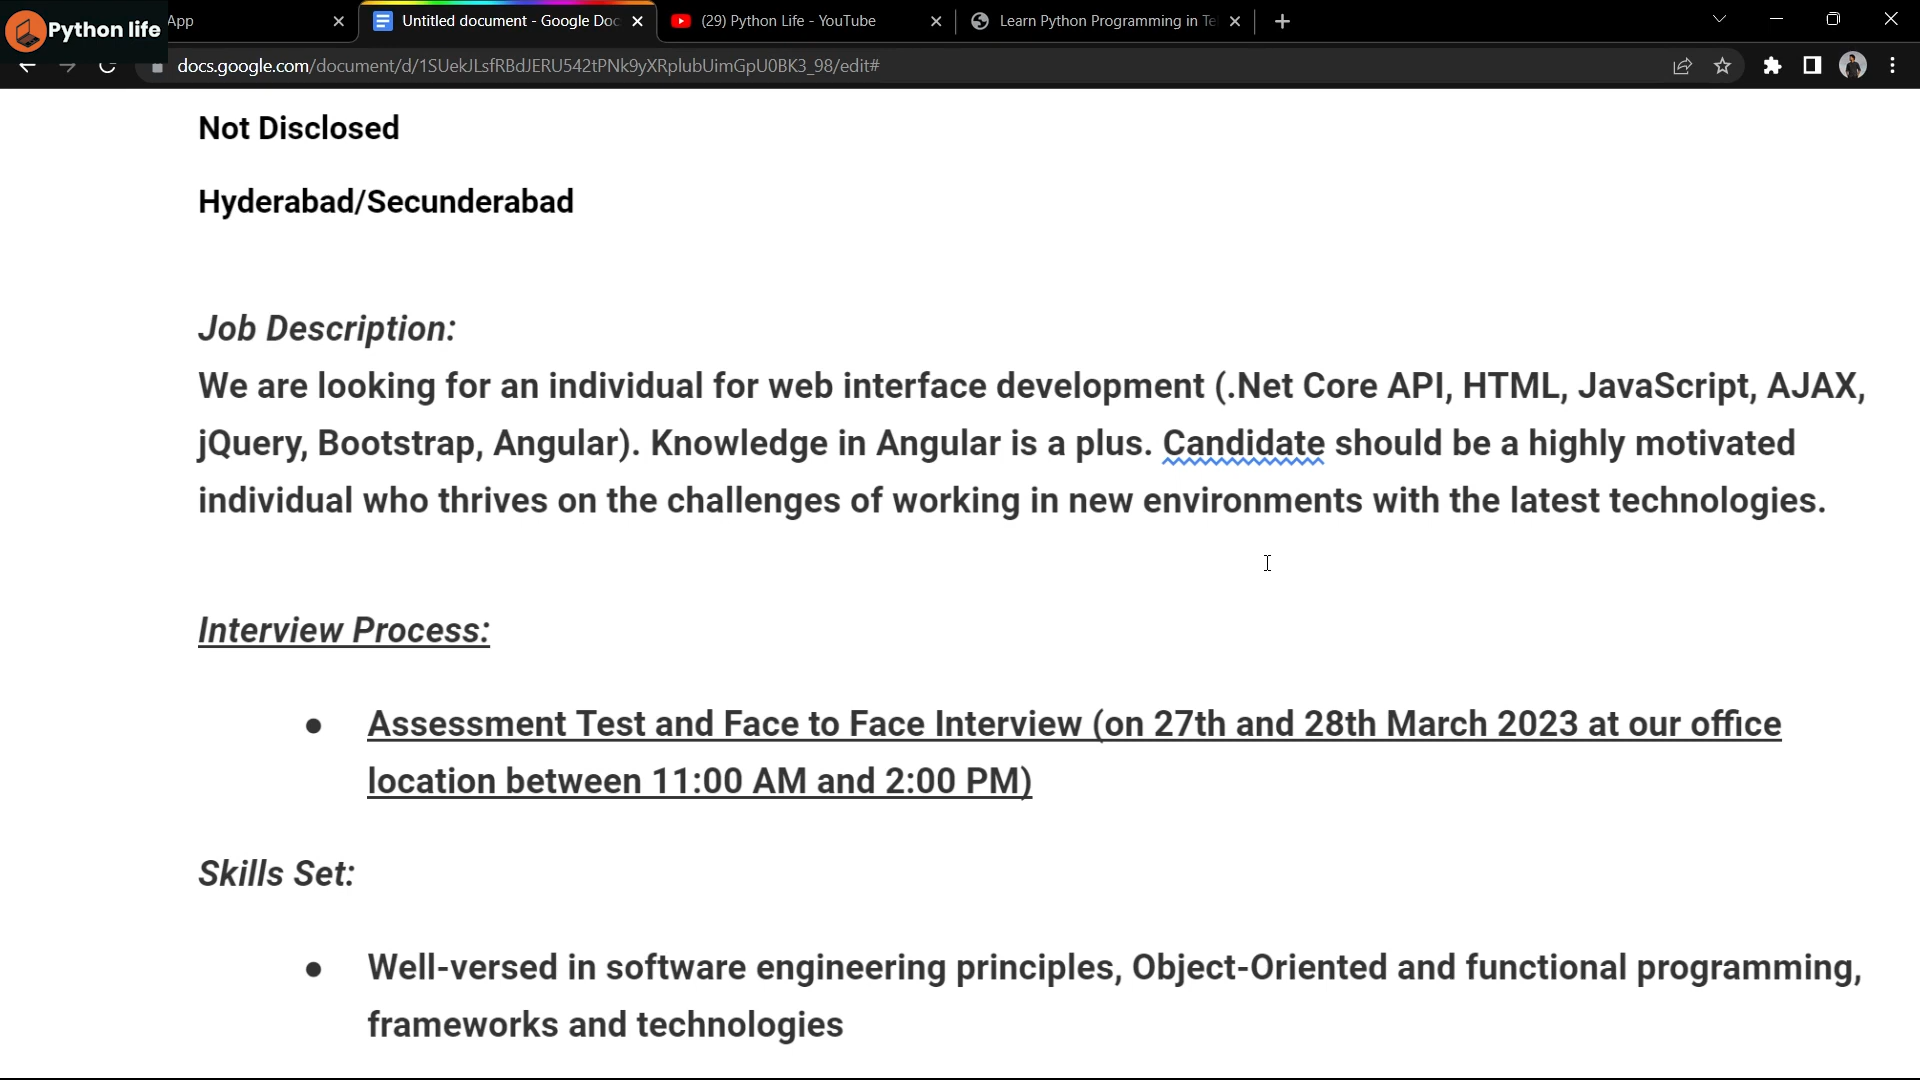 Python life
App
Untitled document - Google Doc
(29) Python Life - YouTube
Learn Python Programming in Te
docs.google.com/document/d/1SUekJLsfRBdJERU542tPNk9yXRplubUimGpU0BK3_98/edit#
Not Disclosed
Hyderabad/Secunderabad
Job Description:
We are looking for an individual for web interface development (.Net Core API, HTML, JavaScript, AJAX,
jQuery, Bootstrap, Angular). Knowledge in Angular is a plus. Candidate should be a highly motivated
individual who thrives on the challenges of working in new environments with the latest technologies.
Interview Process:
● Assessment Test and Face to Face Interview (on 27th and 28th March 2023 at our office
location between 11:00 AM and 2:00 PM)
Skills Set:
● Well-versed in software engineering principles, Object-Oriented and functional programming,
frameworks and technologies